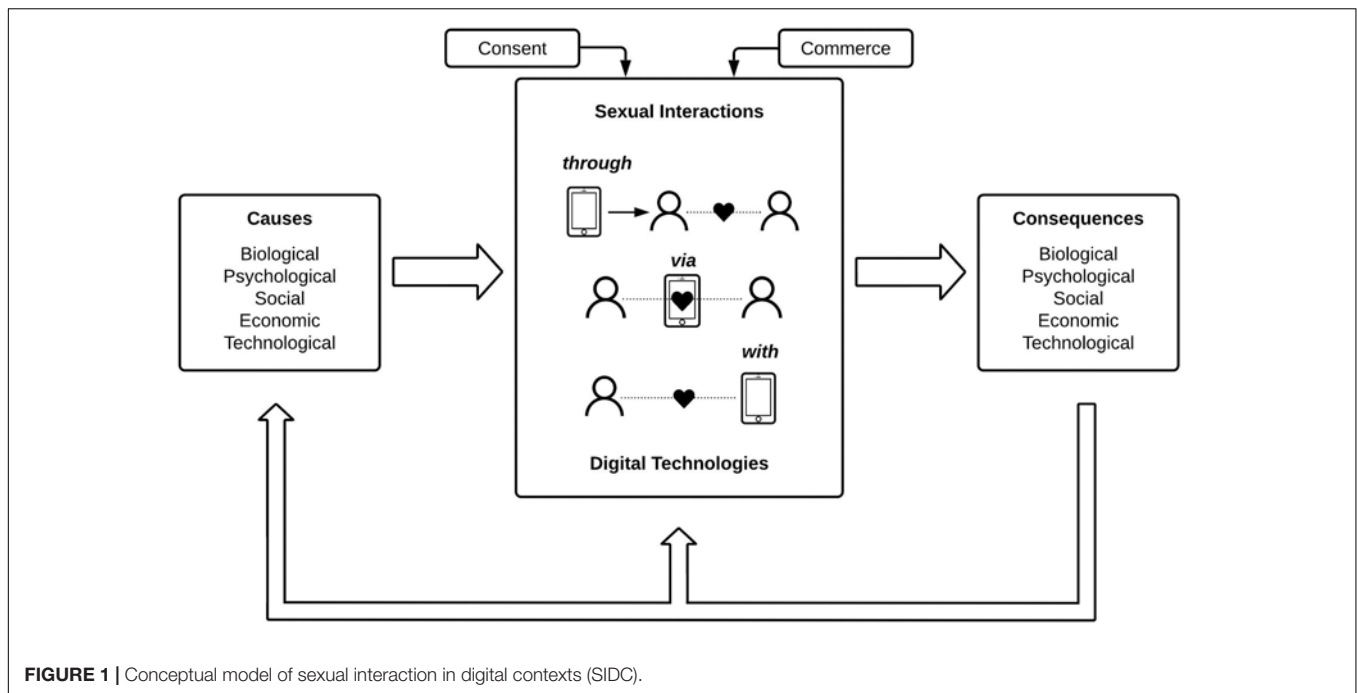 Consent
Commerce
Sexual Interactions
through
via
with
Digital Technologies
Causes
Biological
Psychological
Social
Economic
Technological
Consequences
Biological
Psychological
Social
Economic
Technological
FIGURE 1 | Conceptual model of sexual interaction in digital contexts (SIDC).